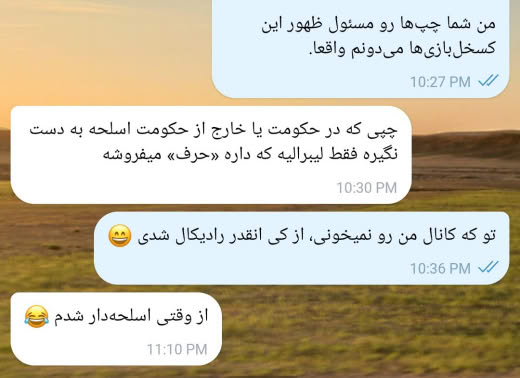 من شما چپ‌ها رو مسئول ظهور این
کسخل‌بازی‌ها می‌دونم واقعا.
10:27 PM
چپی که در حکومت یا خارج از حکومت اسلحه به دست
نگیره فقط لیبرالیه که داره «حرف» میفروشه
10:30 PM
تو که کانال من رو نمیخونی، از کی انقدر رادیکال شدی 😄
10:36 PM
از وقتی اسلحه‌دار شدم 😂
11:10 PM